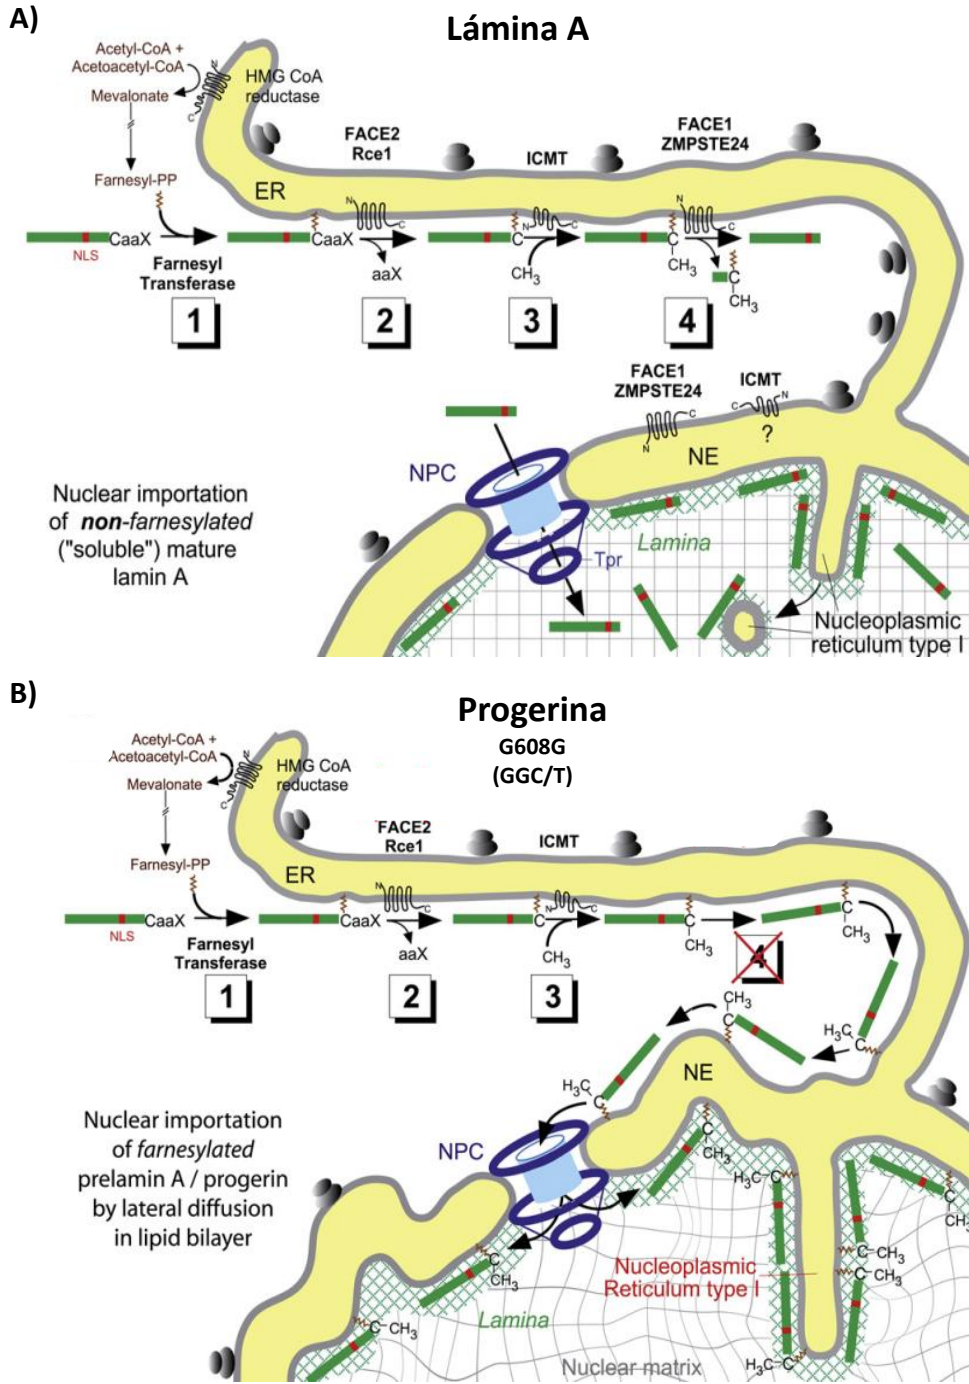 A)
Lámina A
Acetyl-CoA +
Acetoacetyl-CoA
Mevalonate
HMG CoA
reductase
N
C
Farnesyl-PP
ER
FACE2
Rce1
ICMT
FACE1
ZMPSTE24
N
C
N
C
N
C
CaaX
NLS
Farnesyl
Transferase
CaaX
aaX
C
CH3
C
CH3
C
CH3
1
2
3
4
FACE1
ZMPSTE24
ICMT
C
N
C
N
?
NPC
NE
Nuclear importation
of non-farnesylated
("soluble") mature
lamin A
Lamina
Tpr
Nucleoplasmic
reticulum type I
B)
Progerina
G608G
(GGC/T)
Acetyl-CoA +
Acetoacetyl-CoA
Mevalonate
HMG CoA
reductase
N
C
Farnesyl-PP
ER
FACE2
Rce1
ICMT
N
C
N
C
CaaX
NLS
Farnesyl
Transferase
CaaX
aaX
C
CH3
C
CH3
C
CH3
1
2
3
4
CH3
C
H3C
C
H3C
C
NE
NPC
Nuclear importation
of farnesylated
prelamin A / progerin
by lateral diffusion
in lipid bilayer
C
CH3
H3C-C
C
CH3
C
CH3
C-CH3
C-CH3
Nucleoplasmic
Reticulum type I
Lamina
C-CH3
H3C-C
Nuclear matrix